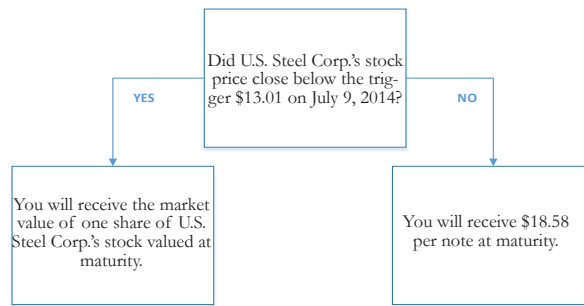 Did U.S. Steel Corp.'s stock
price close below the trig-
ger $13.01 on July 9, 2014?
YES
NO
You will receive the market
value of one share of U.S.
Steel Corp.'s stock valued at
maturity.
You will receive $18.58
per note at maturity.